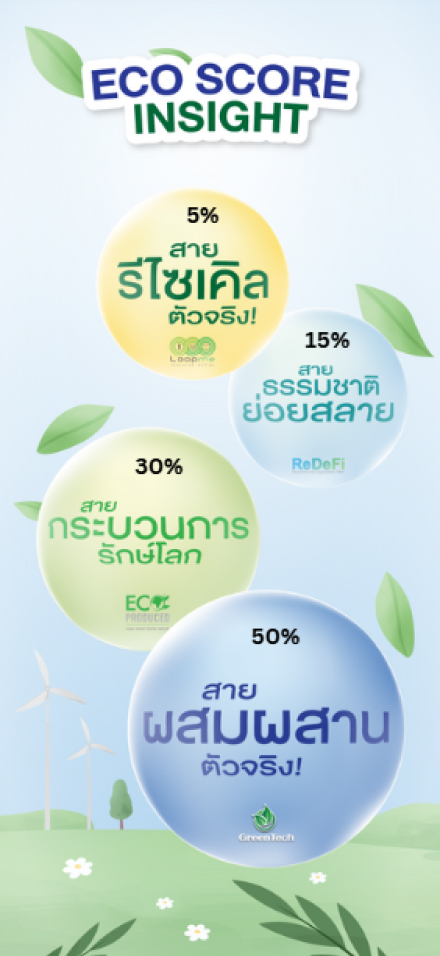 ECO SCORE
INSIGHT
5%
สาย
รีไซเคิล
ตัวจริง!
Loopme
15%
สาย
ธรรมชาติ
ย่อยสลาย
ReDeFi
30%
สาย
กระบวนการ
รักษ์โลก
ECO
PRODUCED
50%
สาย
ผสมผสาน
ตัวจริง!
GreenTech